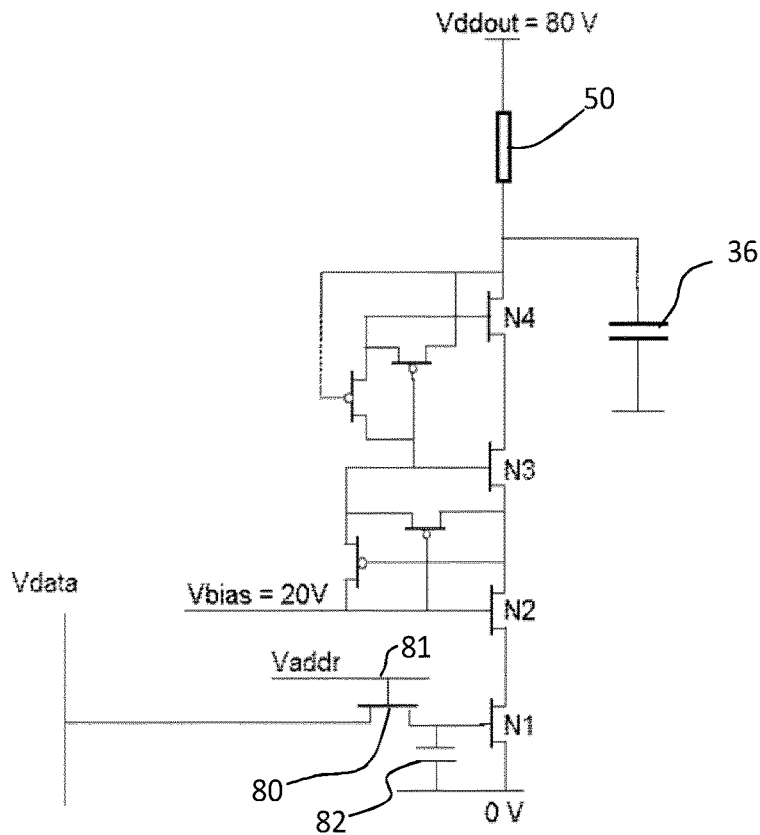 Vddout = 80 V
50
36
N4
N3
Vdata
Vbias = 20V
N2
Vaddr
81
N1
80
82
0 V